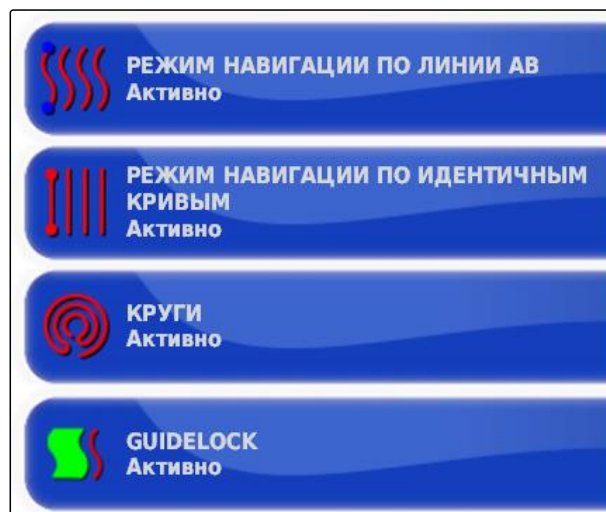 РЕЖИМ НАВИГАЦИИ ПО ЛИНИИ АВ
Активно
РЕЖИМ НАВИГАЦИИ ПО ИДЕНТИЧНЫМ
КРИВЫМ
Активно
КРУГИ
Активно
GUIDELOCK
Активно